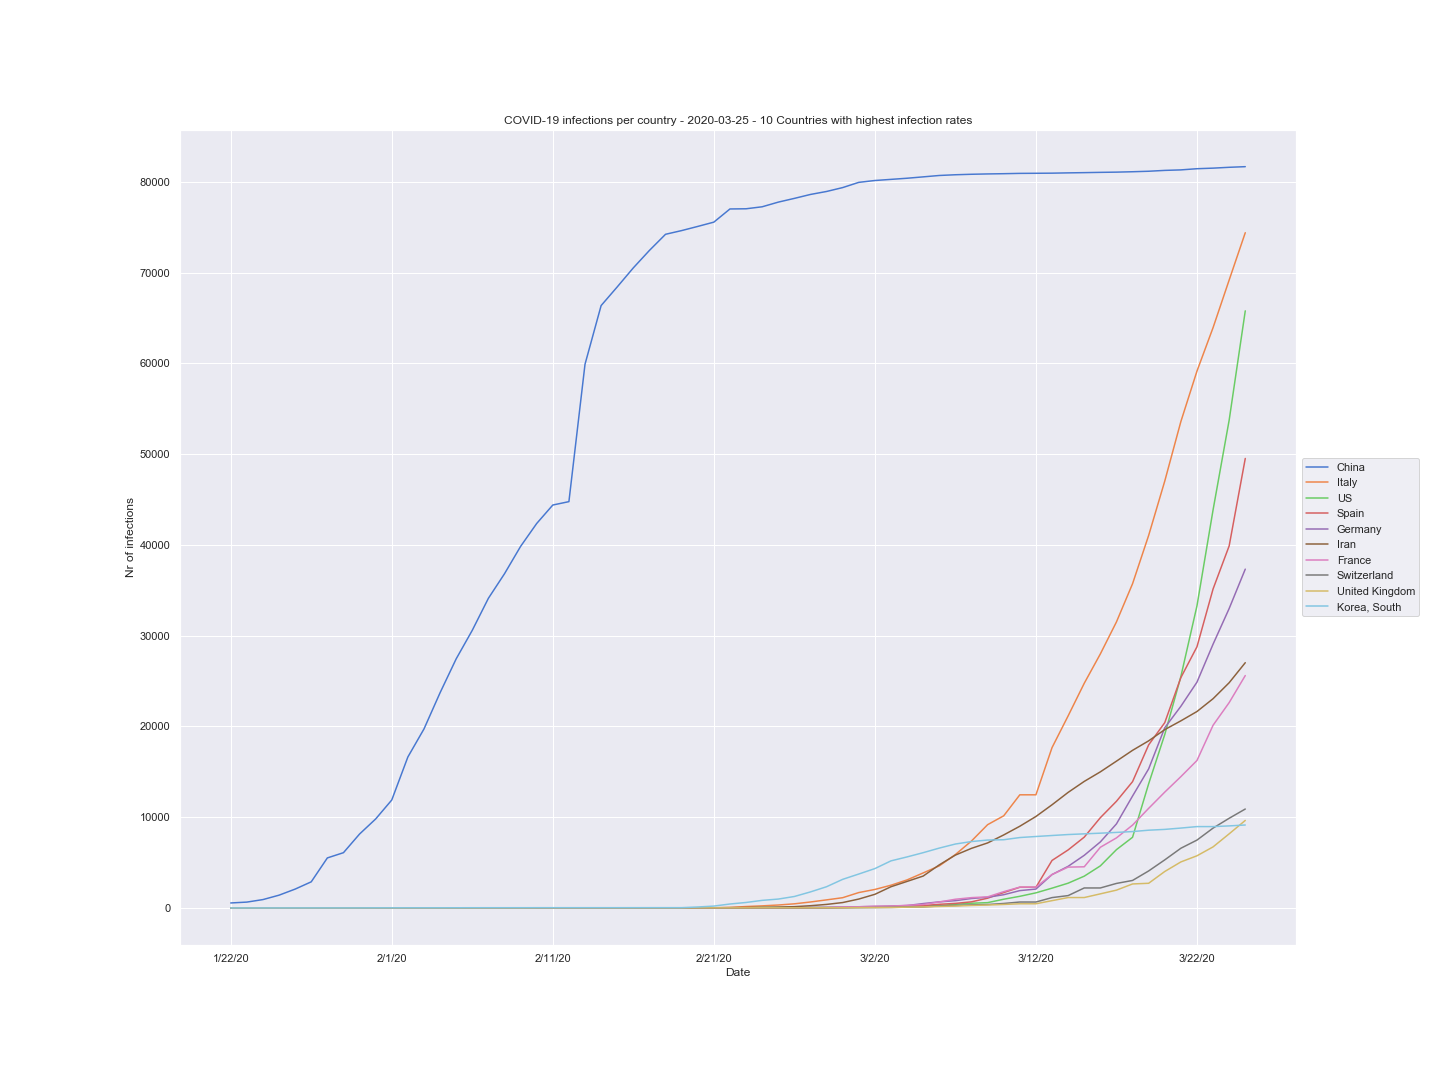 COVID-19 infections per country - 2020-03-25 - 10 Countries with highest infection rates
80000
70000
60000
50000
40000
30000
20000
10000
0
Nr of infections
1/22/20 2/1/20 2/11/20 2/21/20 3/2/20 3/12/20 3/22/20
Date
China
Italy
US
Spain
Germany
Iran
France
Switzerland
United Kingdom
Korea, South